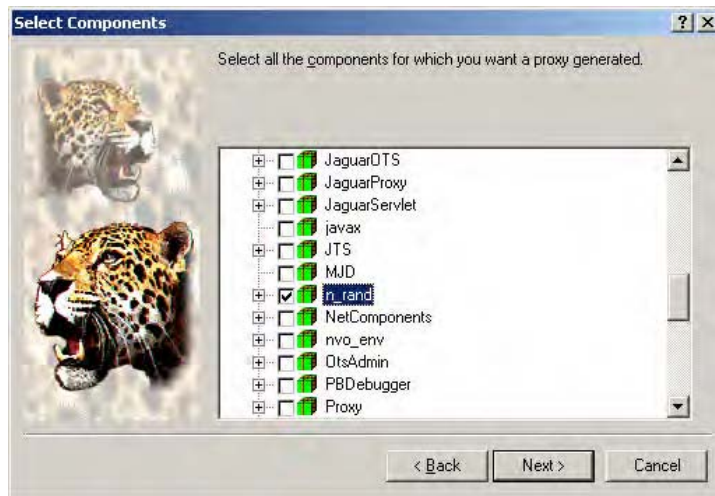 Select Components
Select all the components for which you want a proxy generated.
JaguarOTS
JaguarProxy
JaguarServlet
javax
JTS
MJD
n_rand
NetComponents
nvo_env
OtsAdmin
PBDebugger
Proxy
< Back Next > Cancel